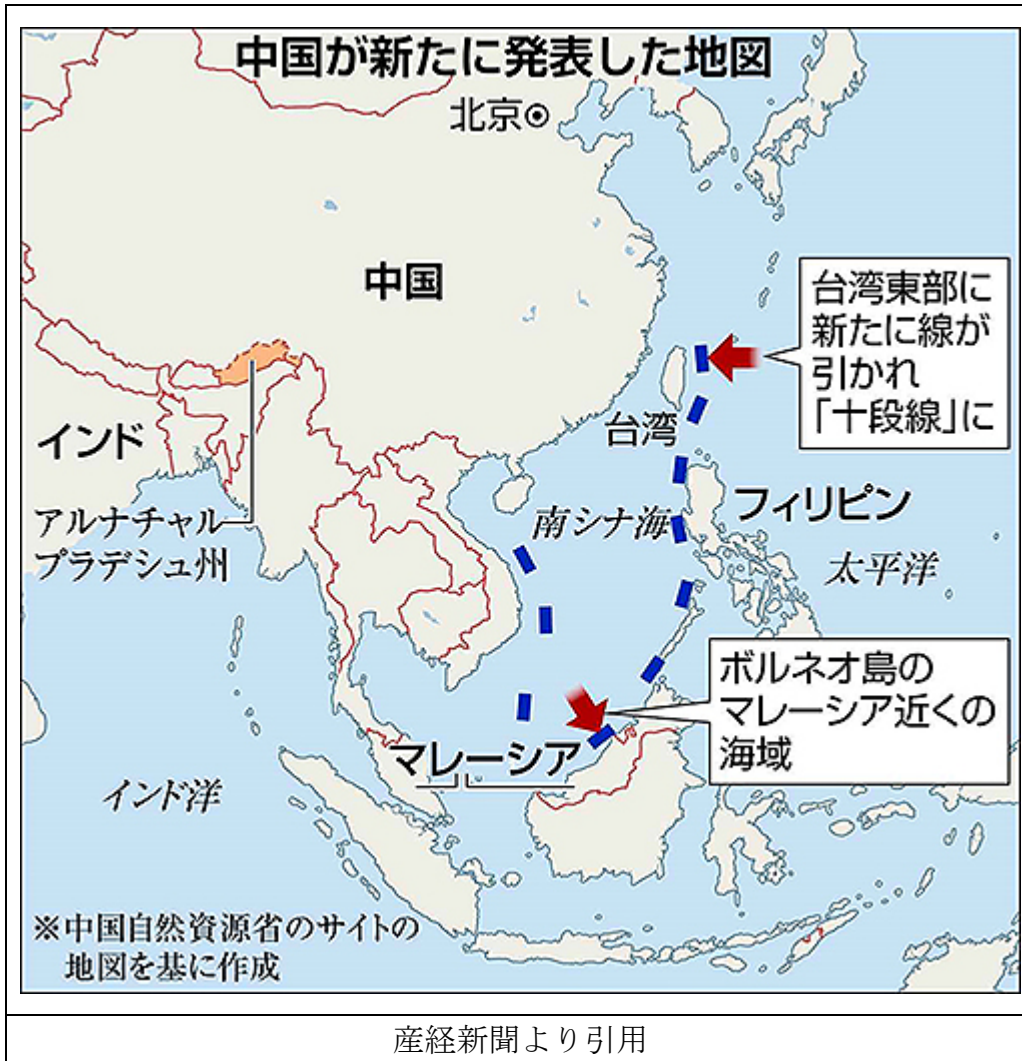 中国が新たに発表した地図
北京
中国
台湾東部に
新たに線が
引かれ
「十段線」に
インド
台湾
アルナチャル
プラデシュ州
南シナ海
フィリピン
太平洋
ボルネオ島の
マレーシア近くの
海域
マレーシア
インド洋
※中国自然資源省のサイトの
地図を基に作成
産経新聞より引用